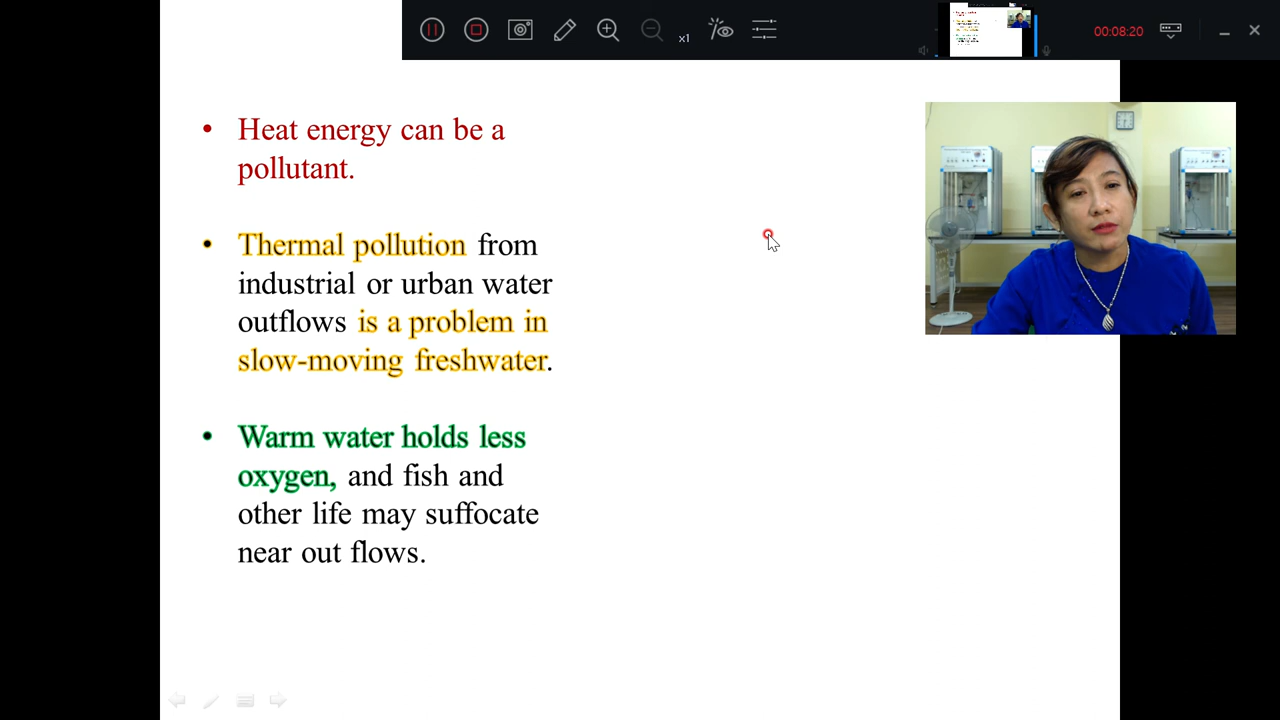 x1
00:08:20
• Heat energy can be a
pollutant.
• Thermal pollution from
industrial or urban water
outflows is a problem in
slow-moving freshwater.
• Warm water holds less
oxygen, and fish and
other life may suffocate
near out flows.